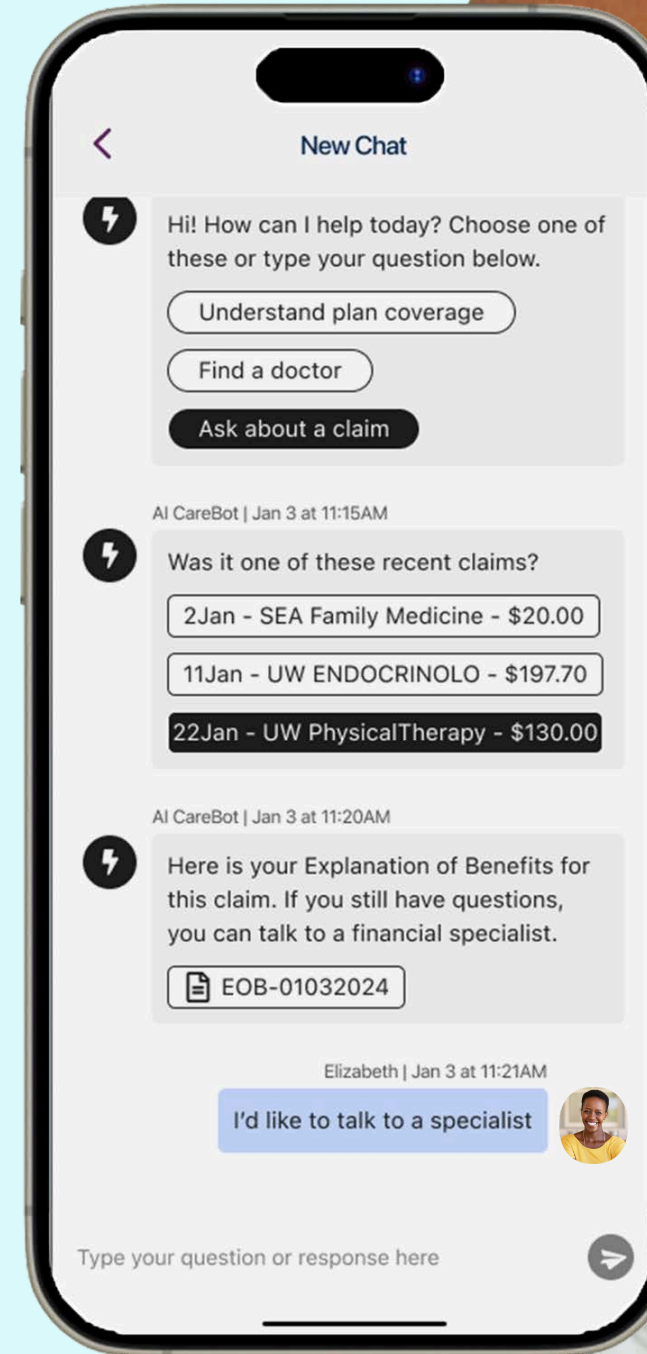 New Chat
Hi! How can I help today? Choose one of
these or type your question below.
Understand plan coverage
Find a doctor
Ask about a claim
AI CareBot | Jan 3 at 11:15AM
Was it one of these recent claims?
2Jan - SEA Family Medicine - $20.00
11Jan - UW ENDOCRINOLO - $197.70
22Jan - UW PhysicalTherapy - $130.00
AI CareBot | Jan 3 at 11:20AM
Here is your Explanation of Benefits for
this claim. If you still have questions,
you can talk to a financial specialist.
EOB-01032024
Elizabeth | Jan 3 at 11:21AM
I'd like to talk to a specialist
Type your question or response here